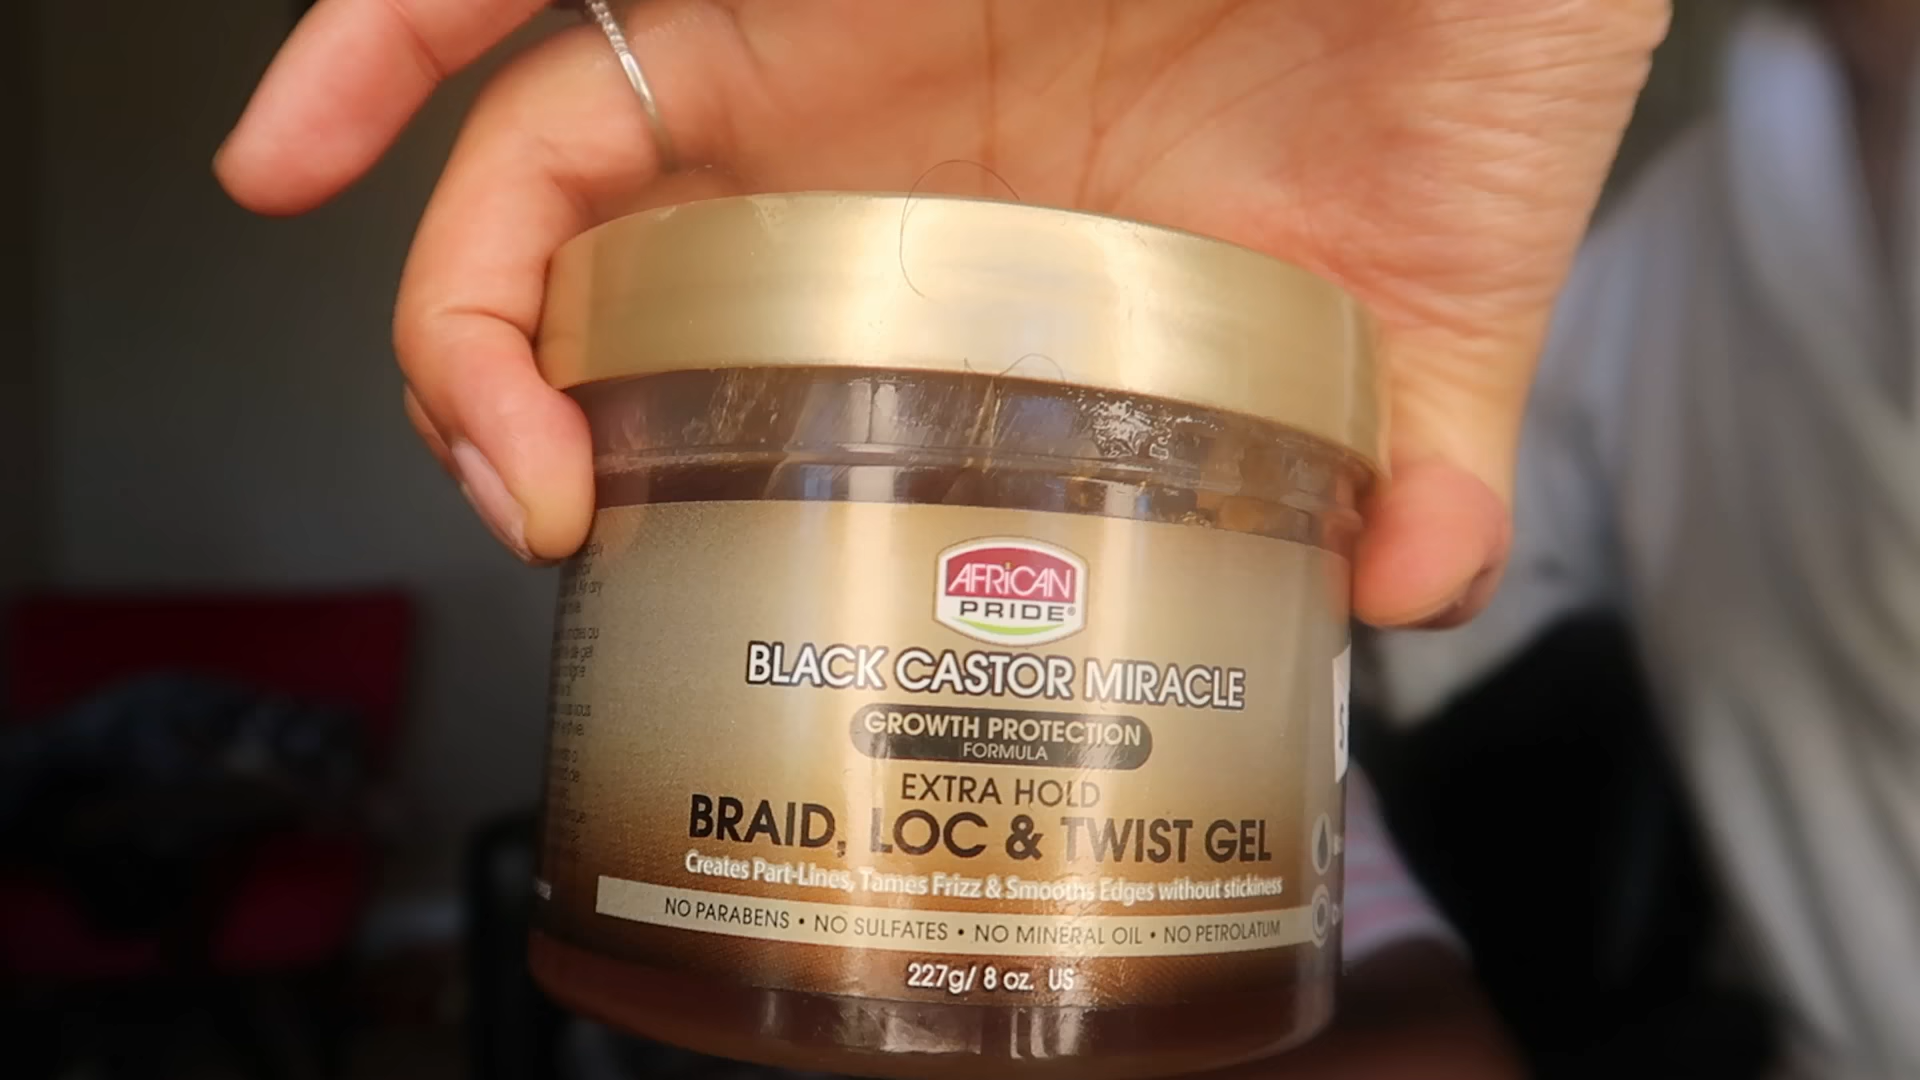 AFRICAN
PRIDE®
BLACK CASTOR MIRACLE
GROWTH PROTECTION
FORMULA
EXTRA HOLD
BRAID, LOC & TWIST GEL
Creates Part-Lines, Tames Frizz & Smooths Edges without stickiness
NO PARABENS • NO SULFATES • NO MINERAL OIL • NO PETROLATUM
227g/ 8 oz. US